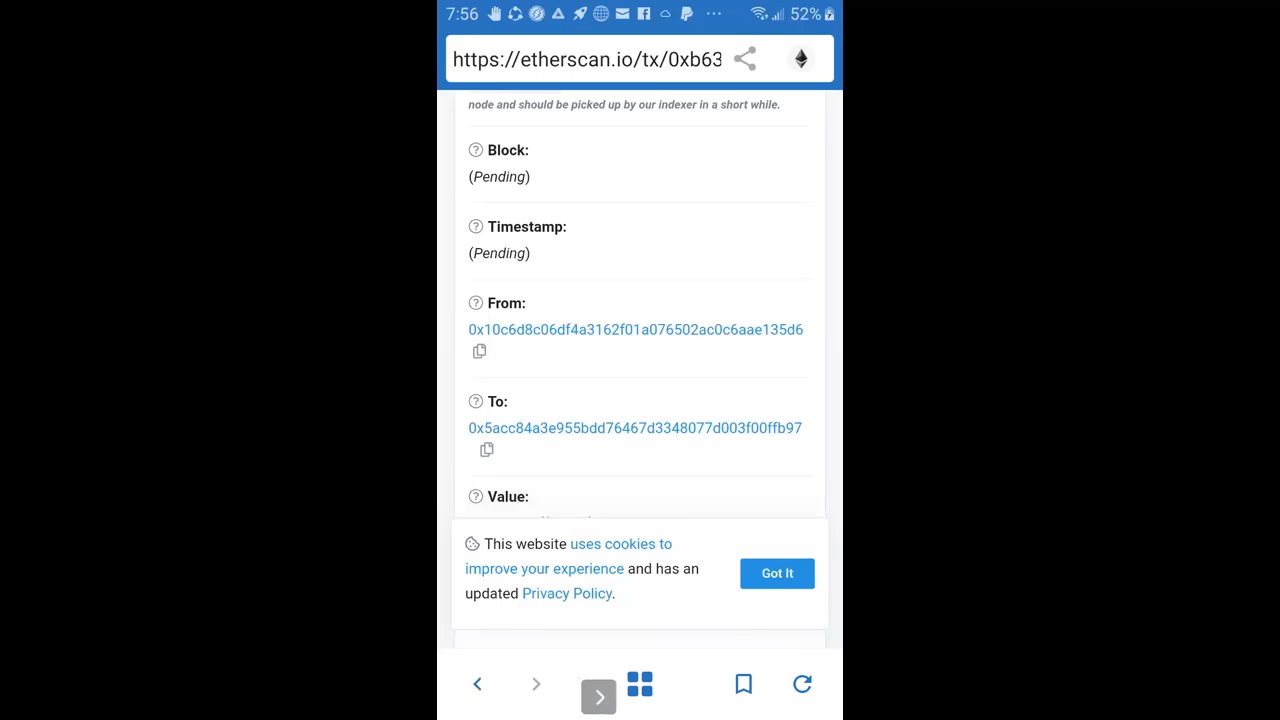 7:56 52%
https://etherscan.io/tx/0xb63
node and should be picked up by our indexer in a short while.
Block:
(Pending)
Timestamp:
(Pending)
From:
0x10c6d8c06df4a3162f01a076502ac0c6aae135d6
To:
0x5acc84a3e955bdd76467d3348077d003f00ffb97
Value:
This website uses cookies to
improve your experience and has an
updated Privacy Policy.
Got It